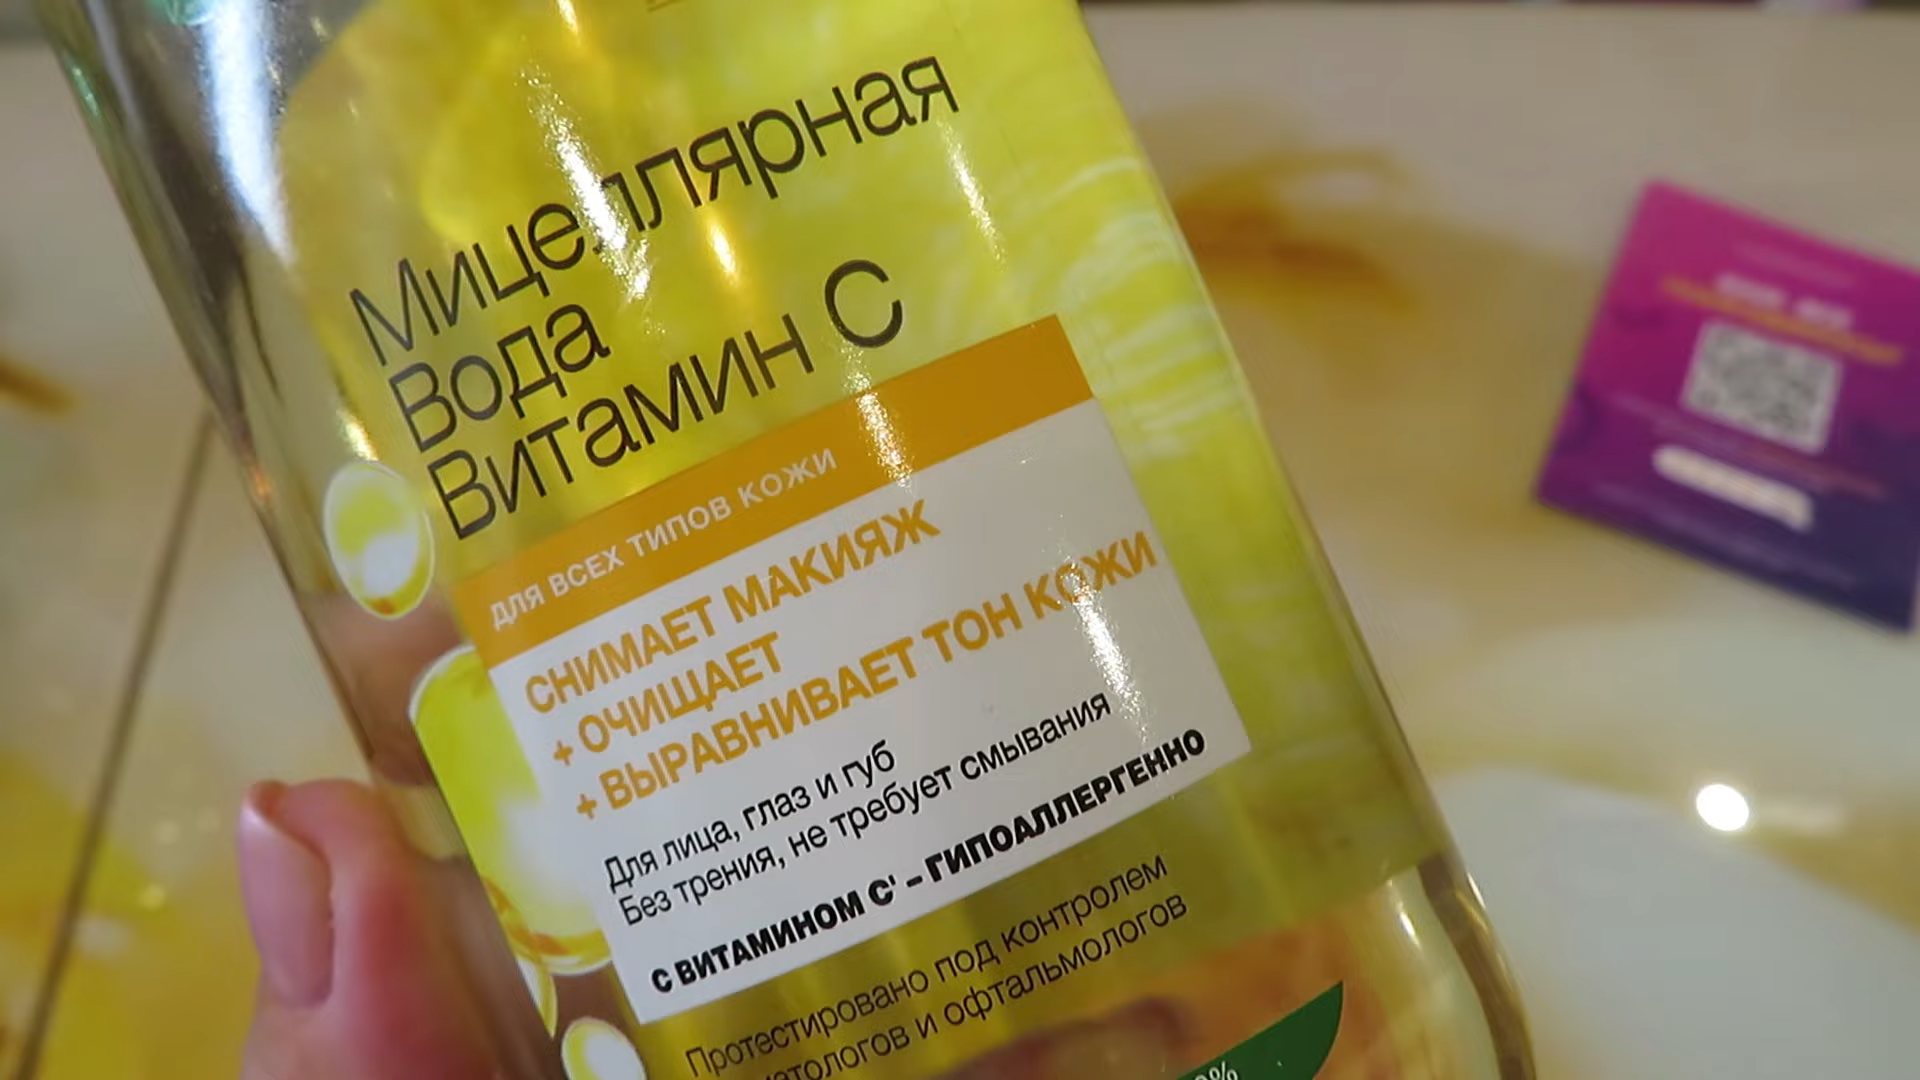 Мицеллярная
Вода
Витамин C
ДЛЯ ВСЕХ ТИПОВ КОЖИ
СНИМАЕТ МАКИЯЖ
+ ОЧИЩАЕТ
+ ВЫРАВНИВАЕТ ТОН КОЖИ
Для лица, глаз и губ
Без трения, не требует смывания
С ВИТАМИНОМ С' – ГИПОАЛЛЕРГЕННО
Протестировано под контролем
и офтальмологов